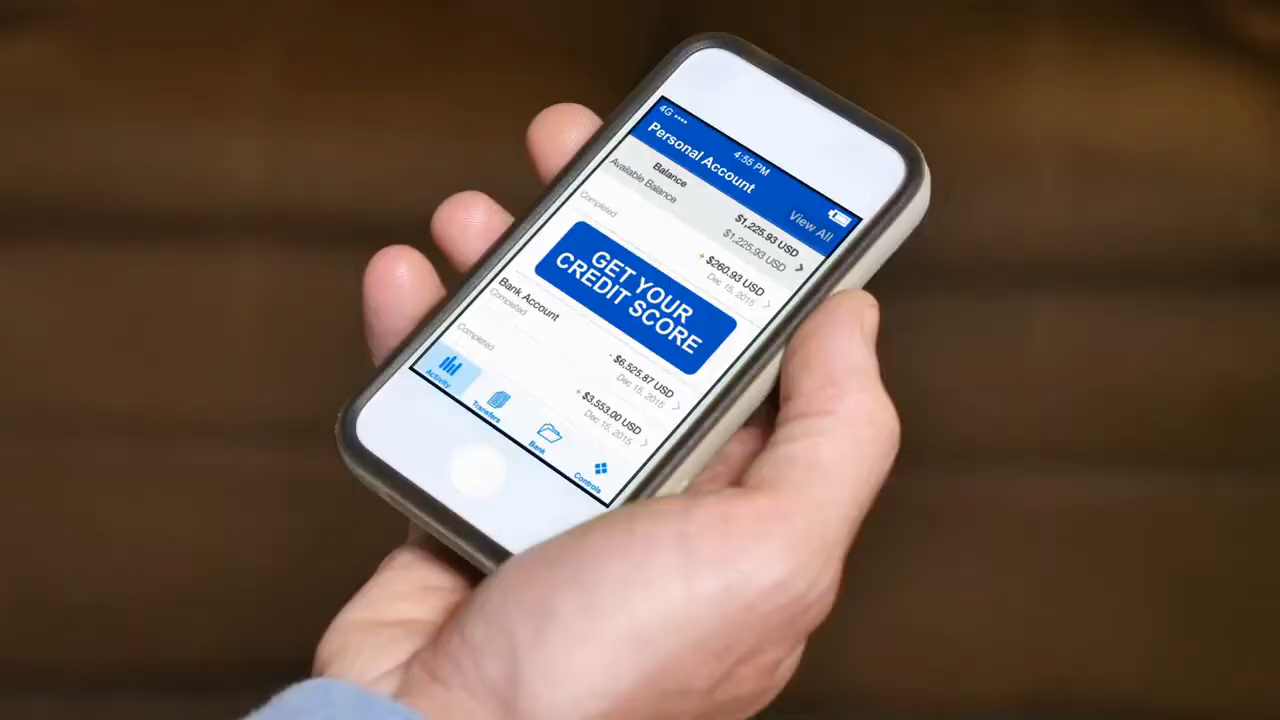 4G
4:55 PM
Personal Account
View All
Balance
$1,225.93 USD
Available Balance
$1,225.93 USD
Completed
+ $260.93 USD
Dec 15, 2015
GET YOUR
CREDIT SCORE
Bank Account
Completed
- $6,525.87 USD
Dec 15, 2015
Completed
+ $3,553.00 USD
Dec 15, 2015
Activity
Transfers
Bank
Controls